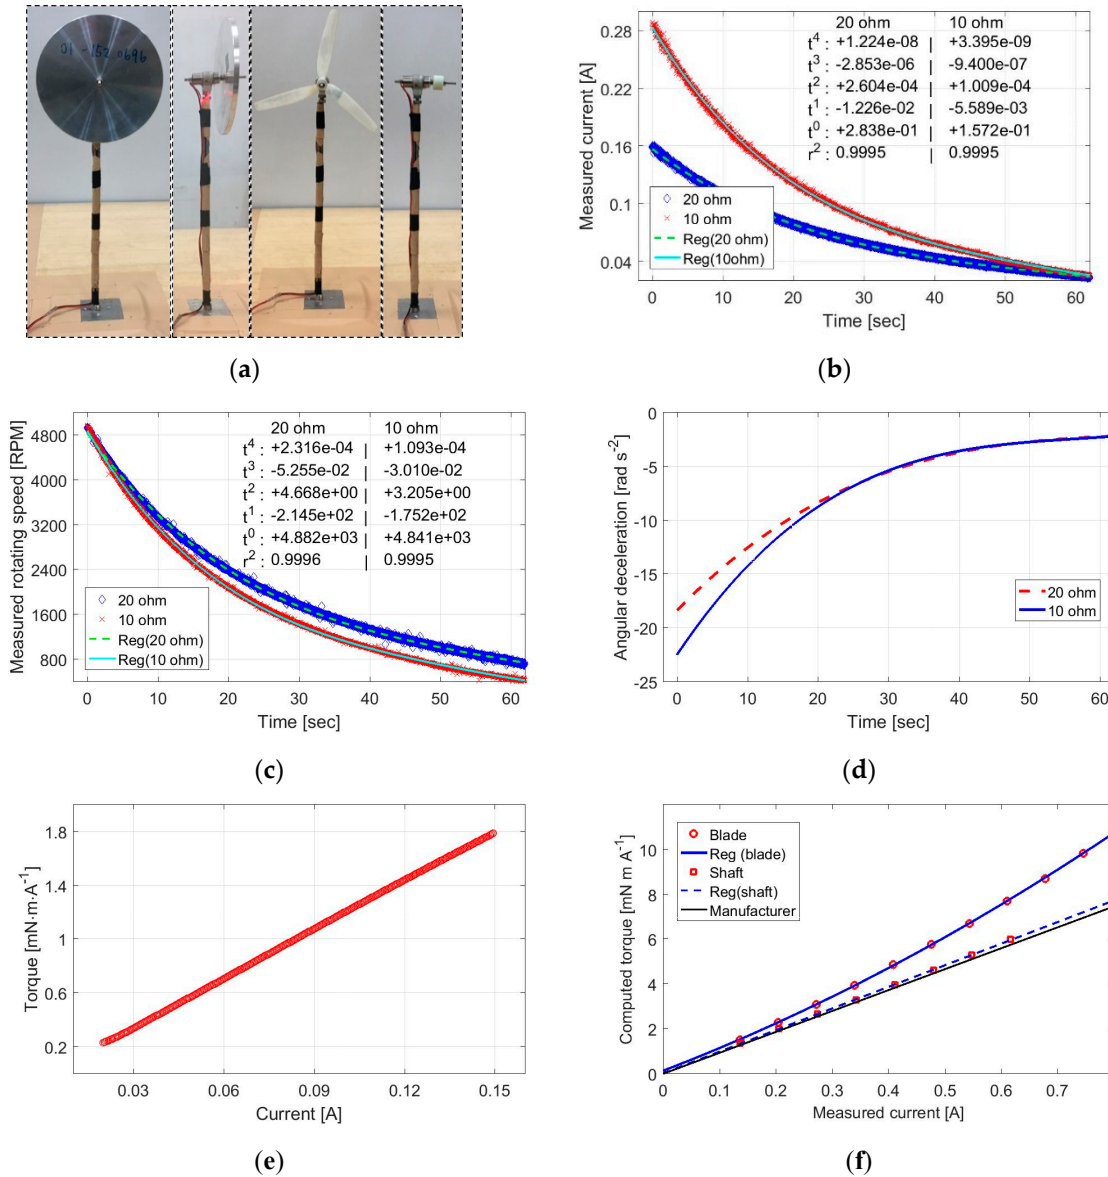 01-152 0696
(a)
0.28
0.22
0.16
0.1
0.04
Measured current [A]
20 ohm 10 ohm
t4 : +1.224e-08 | +3.395e-09
t3 : -2.853e-06 | -9.400e-07
t2 : +2.604e-04 | +1.009e-04
t1 : -1.226e-02 | -5.589e-03
t0 : +2.838e-01 | +1.572e-01
r2 : 0.9995 | 0.9995
20 ohm
10 ohm
Reg(20 ohm)
Reg(10ohm)
0 10 20 30 40 50 60
Time [sec]
(b)
4800
4000
3200
2400
1600
800
Measured rotating speed [RPM]
20 ohm 10 ohm
t4 : +2.316e-04 | +1.093e-04
t3 : -5.255e-02 | -3.010e-02
t2 : +4.668e+00 | +3.205e+00
t1 : -2.145e+02 | -1.752e+02
t0 : +4.882e+03 | +4.841e+03
r2 : 0.9996 | 0.9995
20 ohm
10 ohm
Reg(20 ohm)
Reg(10 ohm)
0 10 20 30 40 50 60
Time [sec]
(c)
0
-5
-10
-15
-20
-25
Angular deceleration [rad s-2]
20 ohm
10 ohm
0 10 20 30 40 50 60
Time [sec]
(d)
1.8
1.4
1
0.6
0.2
Torque [mN·m·A-1]
0.03 0.06 0.09 0.12 0.15
Current [A]
(e)
10
8
6
4
2
0
Computed torque [mN m A-1]
Blade
Reg (blade)
Shaft
Reg(shaft)
Manufacturer
0 0.1 0.2 0.3 0.4 0.5 0.6 0.7
Measured current [A]
(f)